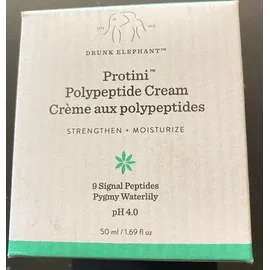 DRUNK ELEPHANT™
Protini™
Polypeptide Cream
Crème aux polypeptides
STRENGTHEN + MOISTURIZE
9 Signal Peptides
Pygmy Waterlily
pH 4.0
50 ml / 1.69 fl oz